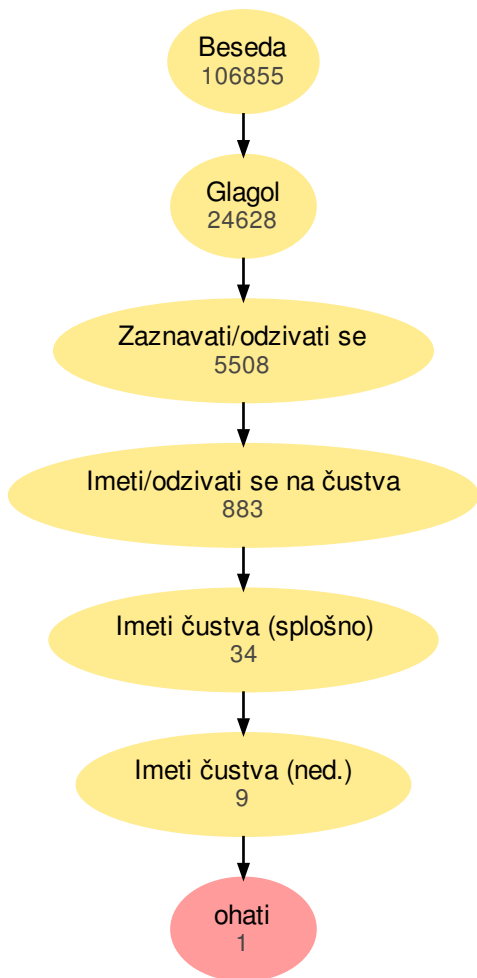 Beseda
106855
Glagol
24628
Zaznavati/odzivati se
5508
Imeti/odzivati se na čustva
883
Imeti čustva (splošno)
34
Imeti čustva (ned.)
9
ohati
1